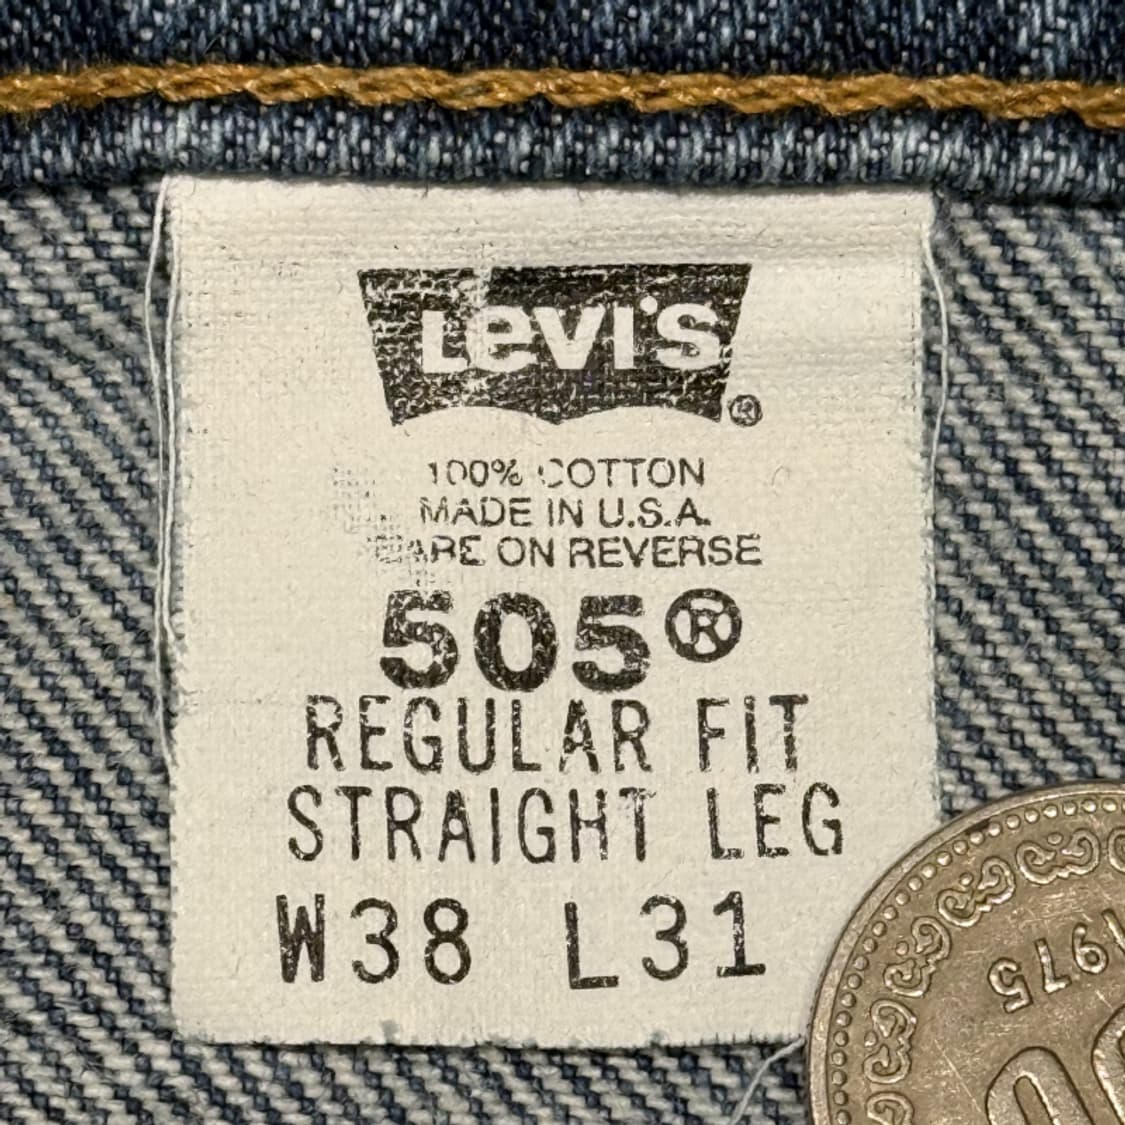 Levi's®
100% COTTON
MADE IN U.S.A.
CARE ON REVERSE
505®
REGULAR FIT
STRAIGHT LEG
W38 L31
1975